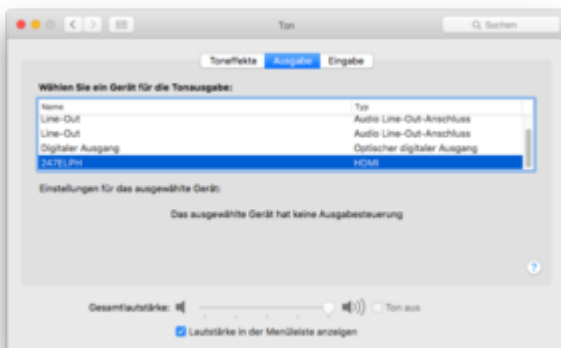 Ton
Suchen
Toneffekte Ausgabe Eingabe
Wählen Sie ein Gerät für die Tonausgabe:
Name Typ
Line-Out Audio Line-Out-Anschluss
Line-Out Audio Line-Out-Anschluss
Digitaler Ausgang Optischer digitaler Ausgang
247ELPH HDMI
Einstellungen für das ausgewählte Gerät:
Das ausgewählte Gerät hat keine Ausgabesteuerung
?
Gesamtlautstärke: Ton aus
Lautstärke in der Menüleiste anzeigen